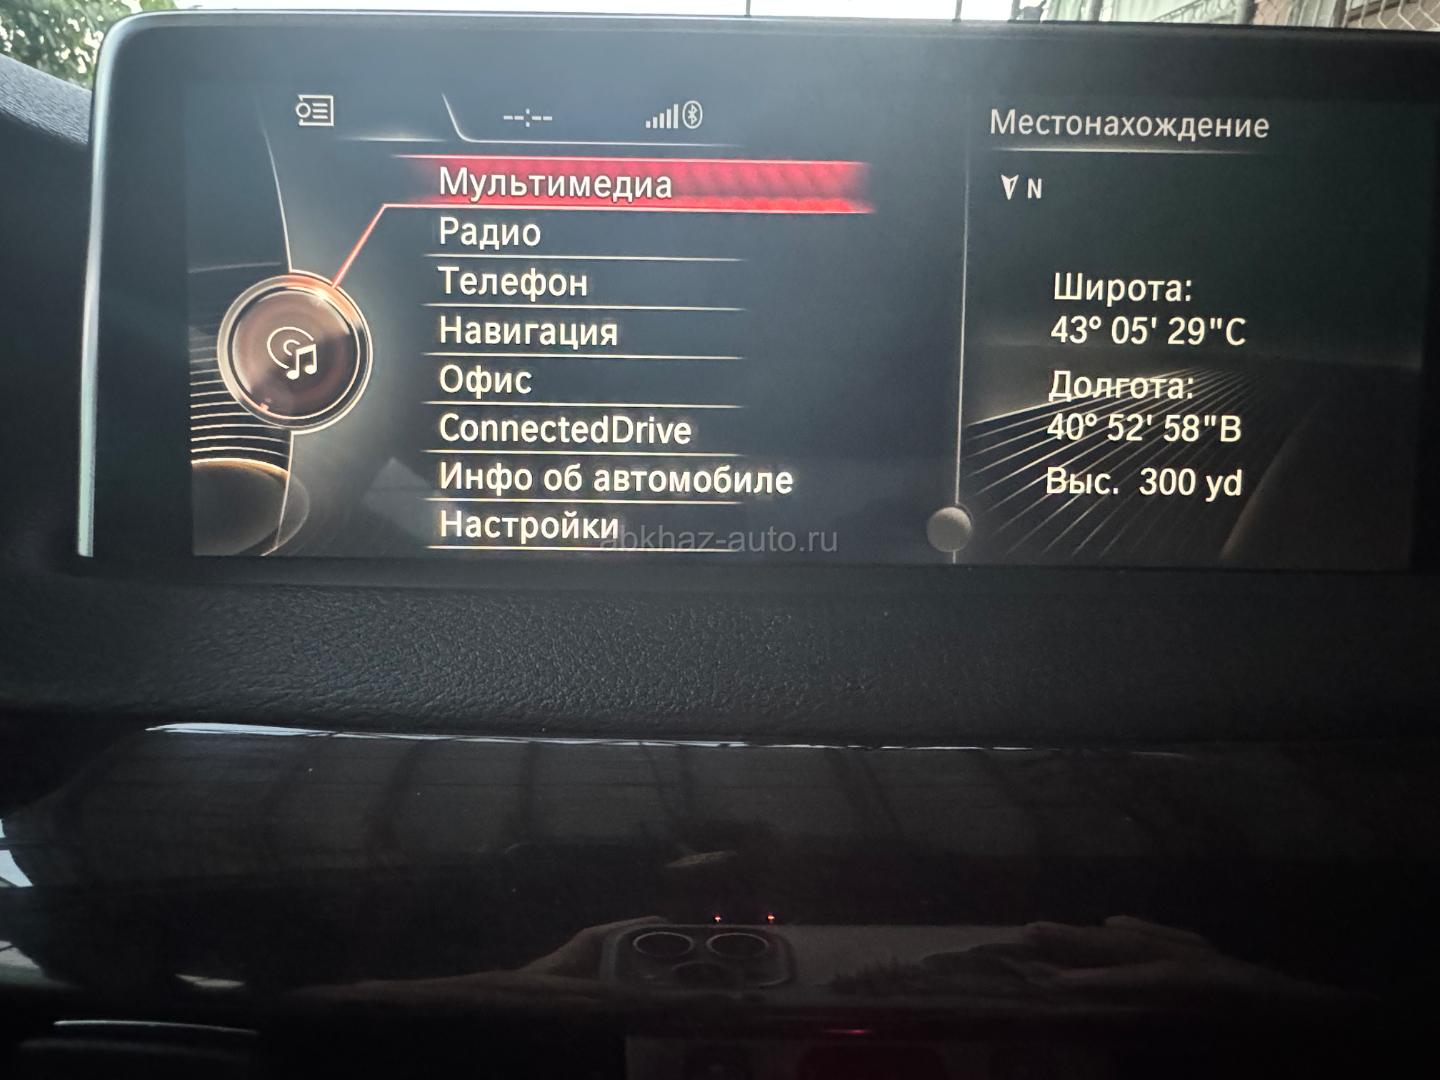 --:--
Местонахождение
Мультимедиа
Радио
Телефон
Навигация
Офис
ConnectedDrive
Инфо об автомобиле
Настройки
N
Широта:
43° 05' 29"С
Долгота:
40° 52' 58"В
Выс. 300 yd
abkhaz-auto.ru